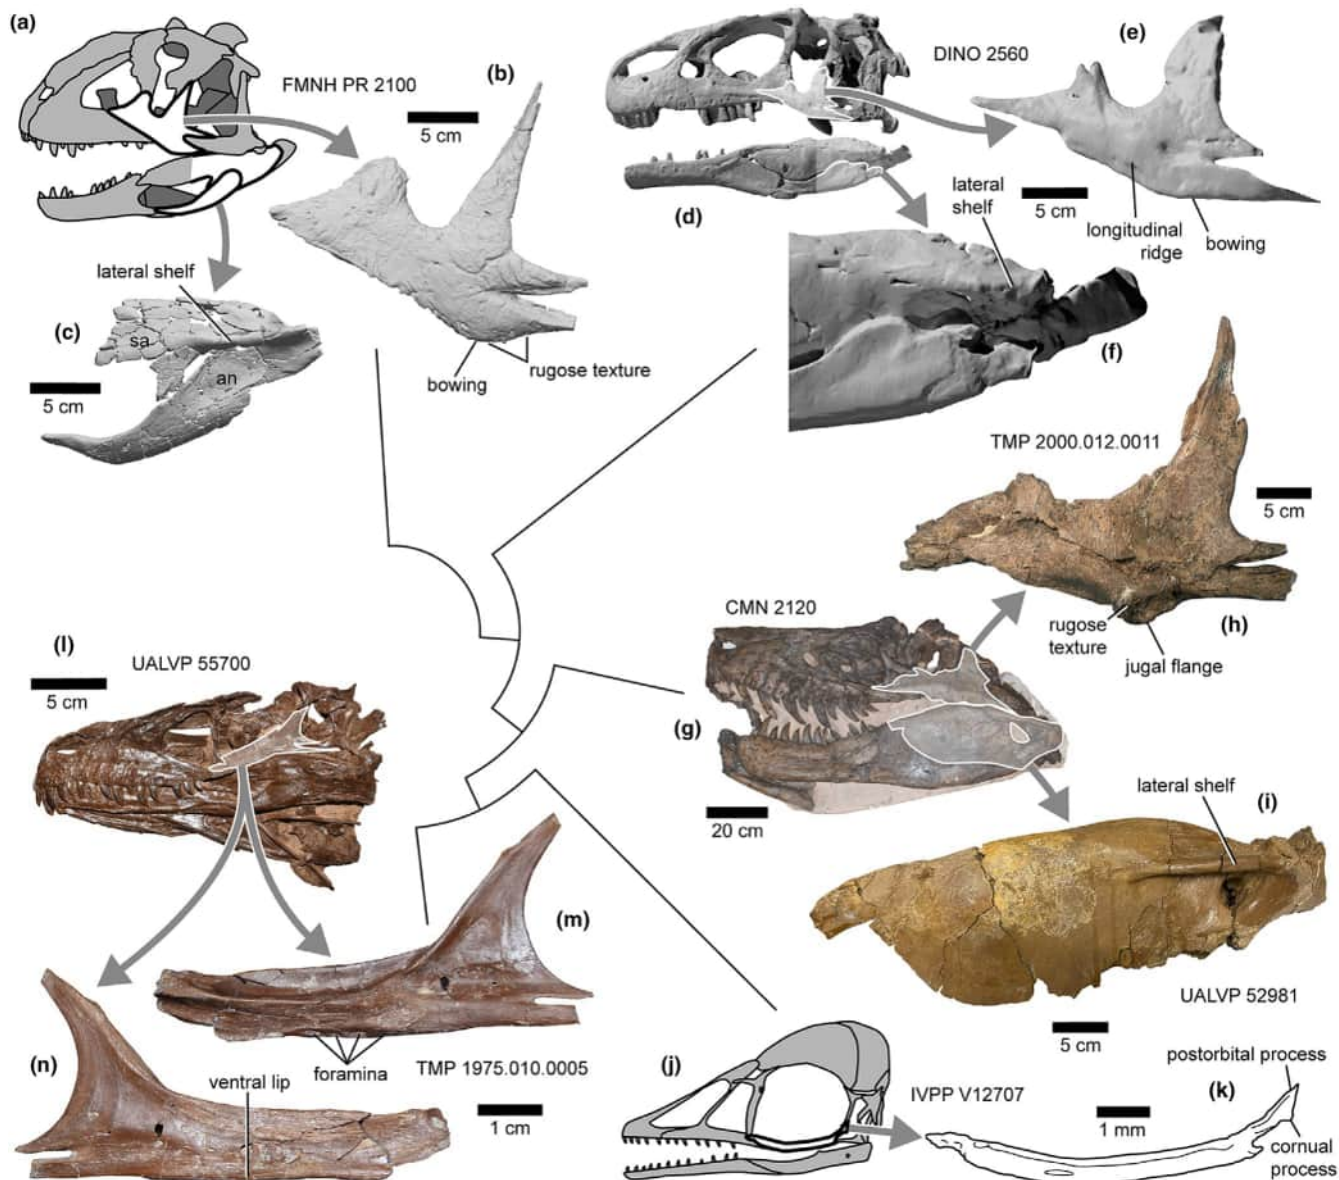 (a)
FMNH PR 2100
(b)
5 cm
bowing
rugose texture
lateral shelf
(c)
sa
an
5 cm
DINO 2560
(e)
(d)
lateral
shelf
5 cm
longitudinal
ridge
bowing
(f)
TMP 2000.012.0011
5 cm
rugose
texture
jugal flange
(h)
CMN 2120
(g)
20 cm
lateral shelf
(i)
UALVP 52981
5 cm
(l)
UALVP 55700
5 cm
(m)
foramina
TMP 1975.010.0005
(n)
ventral lip
1 cm
(j)
IVPP V12707
postorbital process
(k)
1 mm
cornual
process